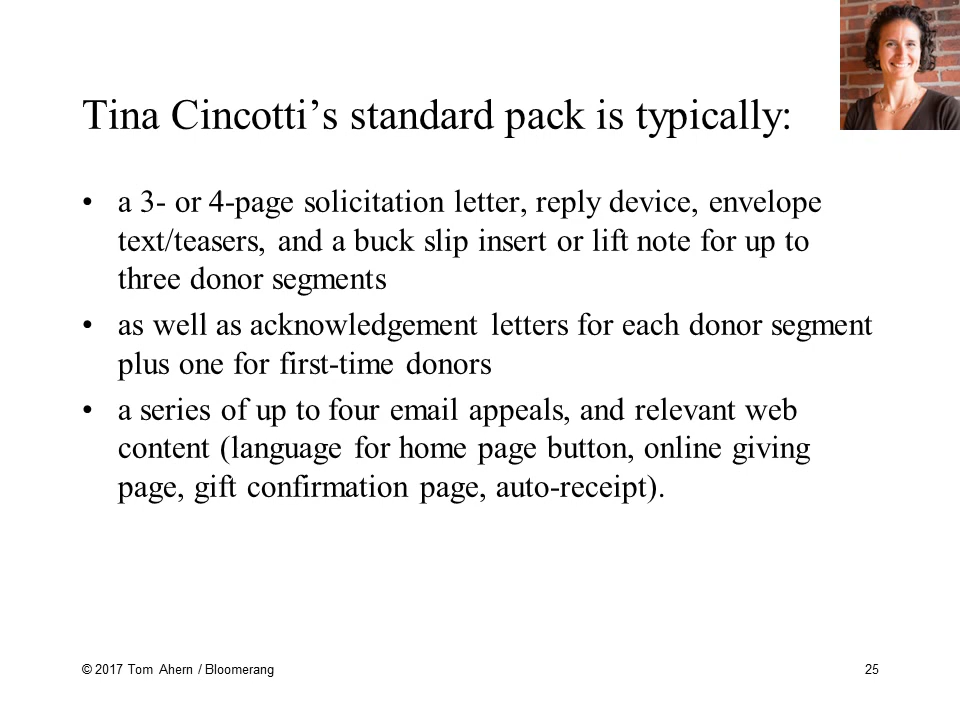 Tina Cincotti’s standard pack is typically:
• a 3- or 4-page solicitation letter, reply device, envelope
text/teasers, and a buck slip insert or lift note for up to
three donor segments
• as well as acknowledgement letters for each donor segment
plus one for first-time donors
• a series of up to four email appeals, and relevant web
content (language for home page button, online giving
page, gift confirmation page, auto-receipt).
© 2017 Tom Ahern / Bloomerang
25